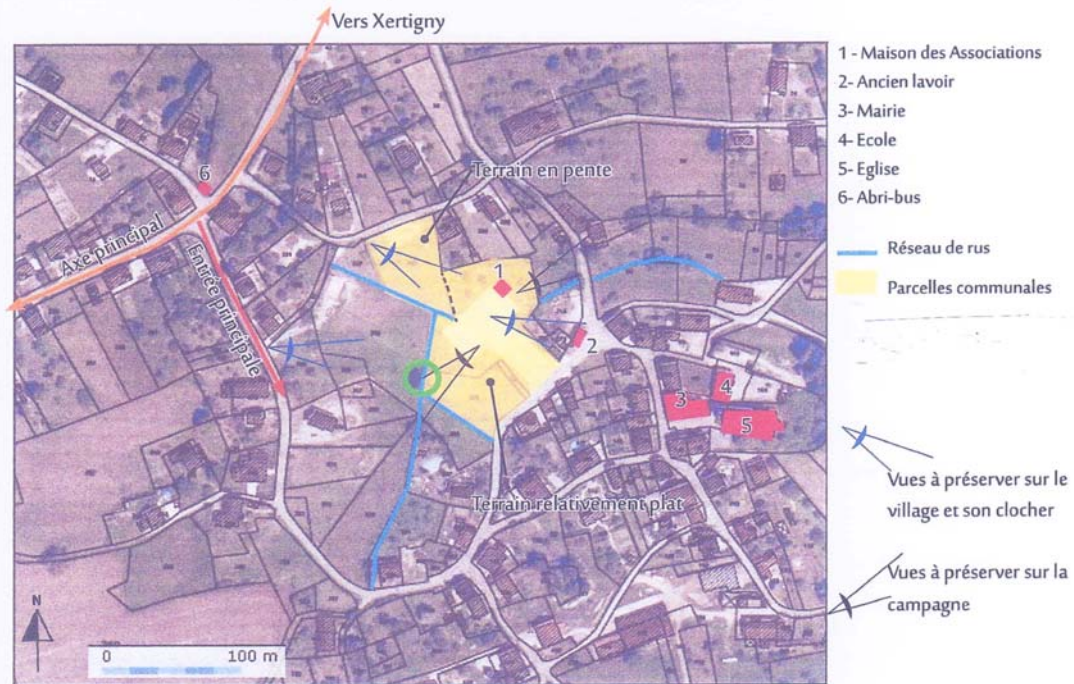 Vers Xertigny
1 - Maison des Associations
2- Ancien lavoir
3- Mairie
4- Ecole
5- Eglise
6- Abri-bus
Réseau de rus
Parcelles communales
Vues à préserver sur le
village et son clocher
Vues à préserver sur la
campagne
6
Terrain en pente
Axe principal
Entrée principale
1
2
3
4
5
Terrain relativement plat
N
0 100 m